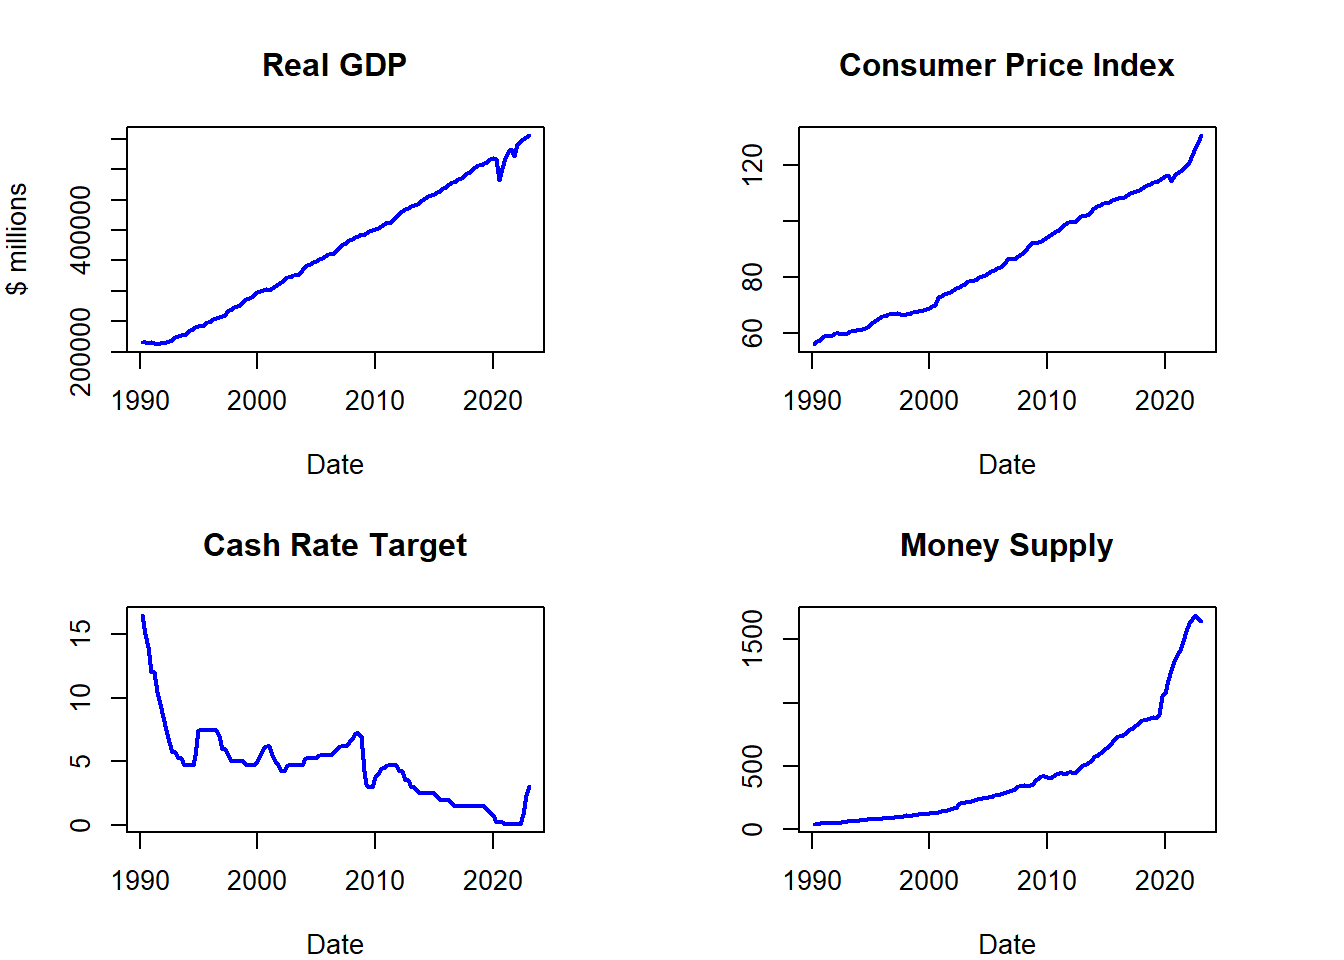 Real GDP
$ millions
200000 400000
1990 2000 2010 2020
Date
Consumer Price Index
60 80 120
1990 2000 2010 2020
Date
Cash Rate Target
0 5 10 15
1990 2000 2010 2020
Date
Money Supply
0 500 1500
1990 2000 2010 2020
Date